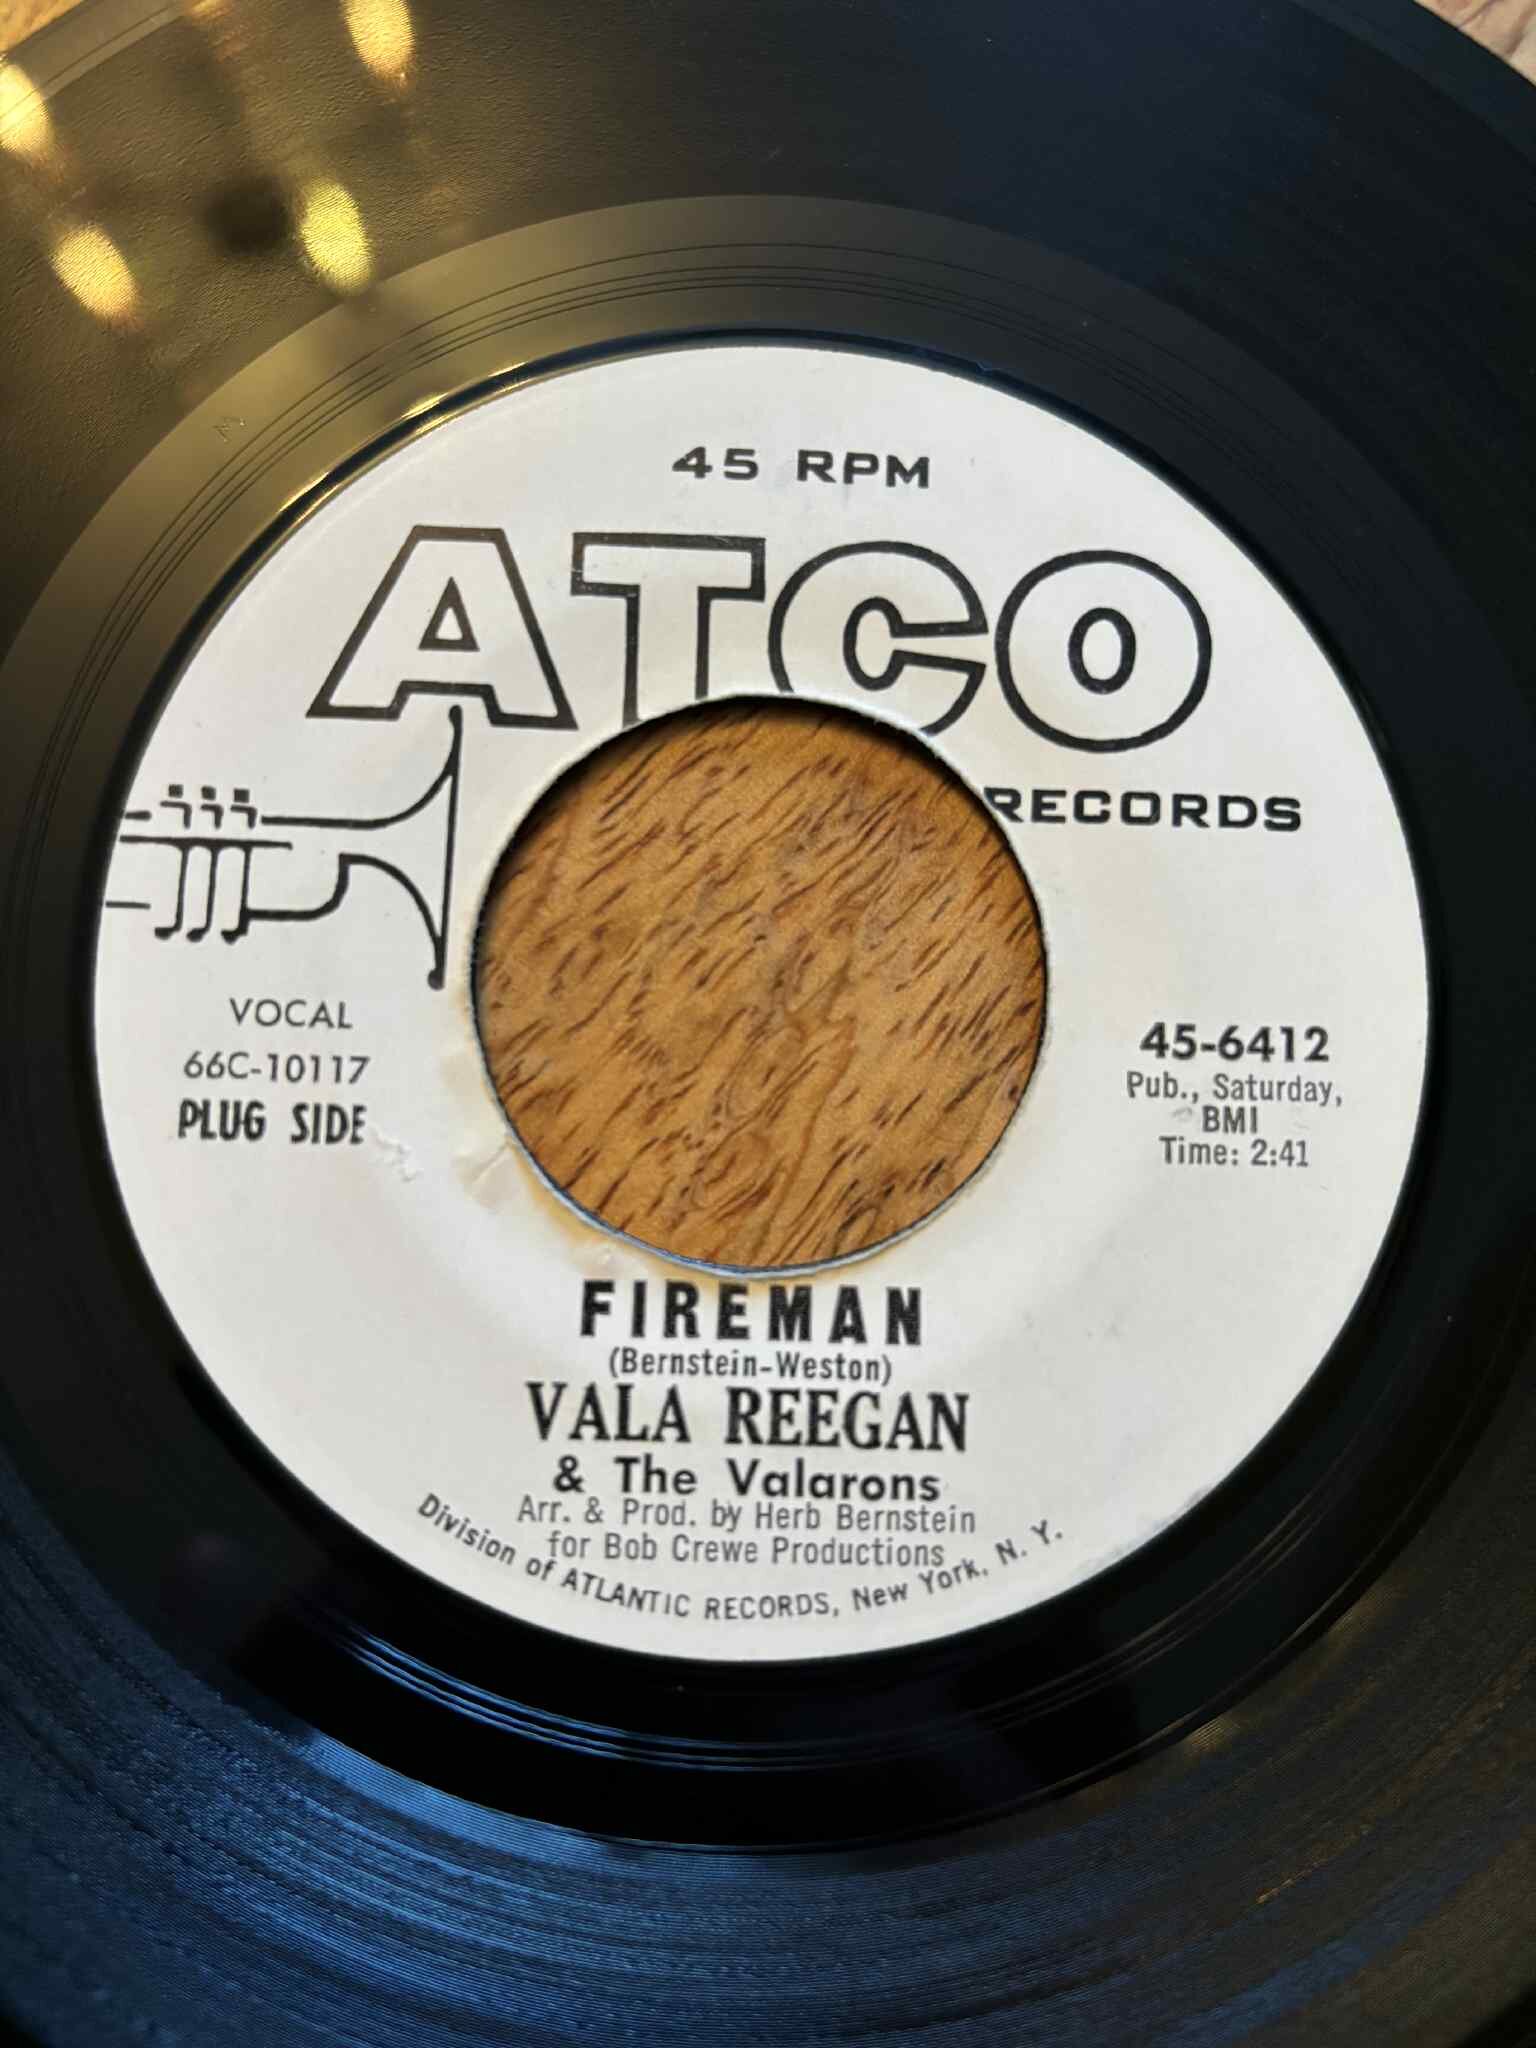 45 RPM
ATCO
RECORDS
VOCAL
66C-10117
PLUG SIDE
45-6412
Pub., Saturday,
BMI
Time: 2:41
FIREMAN
(Bernstein-Weston)
VALA REEGAN
& The Valarons
Arr. & Prod. by Herb Bernstein
for Bob Crewe Productions
Division of ATLANTIC RECORDS, New York, N. Y.